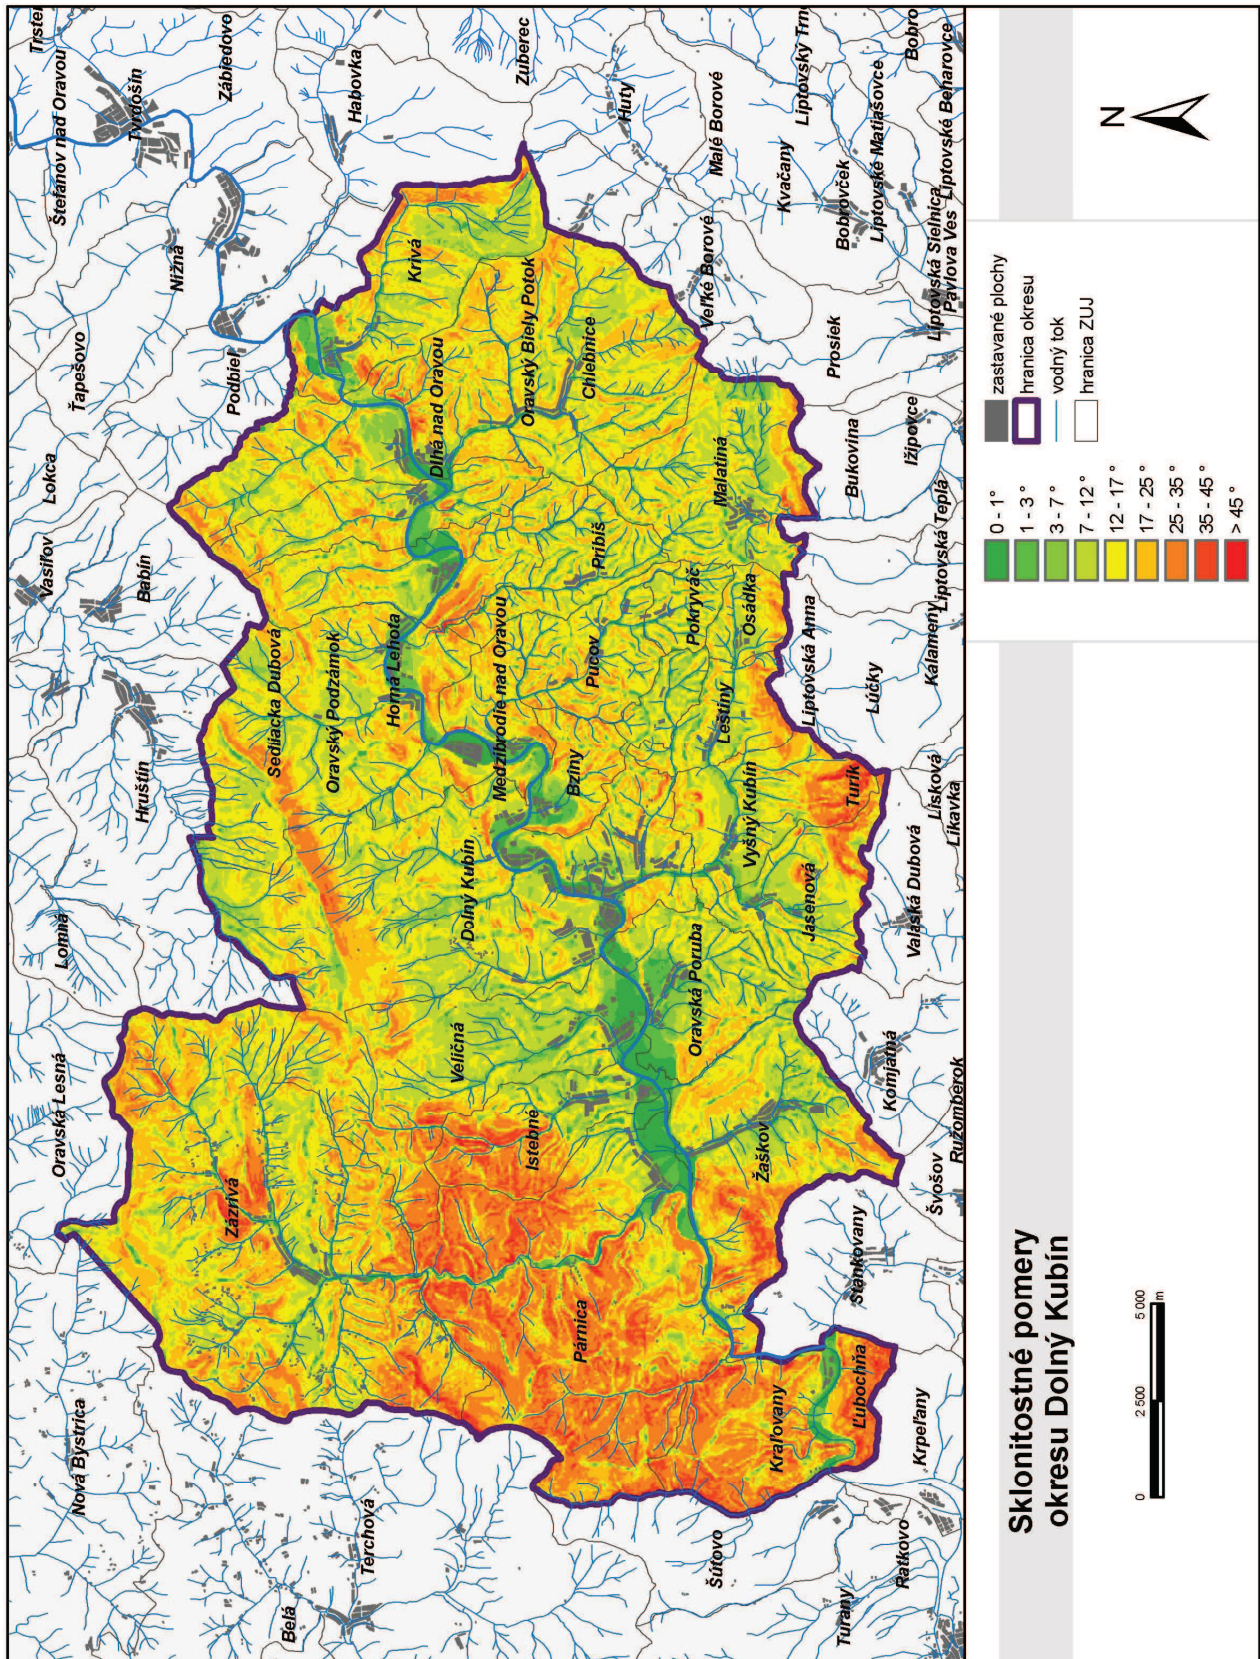 Trsten
Štefanov nad Oravou
Tvrdošín
Zábiedovo
Habovka
Zuberec
Nižná
Ťapešovo
Podbiel
Lokca
Vasiľov
Babín
Hruštín
Lomná
Oravská Lesná
Nová Bystrica
Terchová
Belá
Zázrivá
Sedliacka Dubová
Oravský Podzámok
Horná Lehota
Krivá
Dlhá nad Oravou
Oravský Biely Potok
Chlebnice
Medzibrodie nad Oravou
Dolný Kubín
Veličná
Istebné
Párnica
Bziny
Pucov
Pribiš
Huty
Malé Borové
Veľké Borové
Malatiná
Pokryváč
Osádka
Leštiny
Vyšný Kubín
Oravská Poruba
Žaškov
Jasenová
Turík
Kraľovany
Ľubochňa
Šútovo
Turany
Ratkovo
Krpeľany
Stankovany
Švošov
Ružomberok
Komjatná
Valaská Dubová
Likavka
Lisková
Lúčky
Kalameny
Liptovská Anna
Liptovská Teplá
Bukovina
Ižipovce
Prosiek
Kvačany
Liptovský Trno
Bobrovček
Liptovské Matiašovce
Liptovská Sielnica
Pavlova Ves
Liptovské Beharovce
Bobro
Sklonitostné pomery
okresu Dolný Kubín
0
2 500
5 000
m
0 - 1°
1 - 3 °
3 - 7 °
7 - 12 °
12 - 17°
17 - 25 °
25 - 35 °
35 - 45 °
> 45 °
zastavané plochy
hranica okresu
vodný tok
hranica ZUJ
N